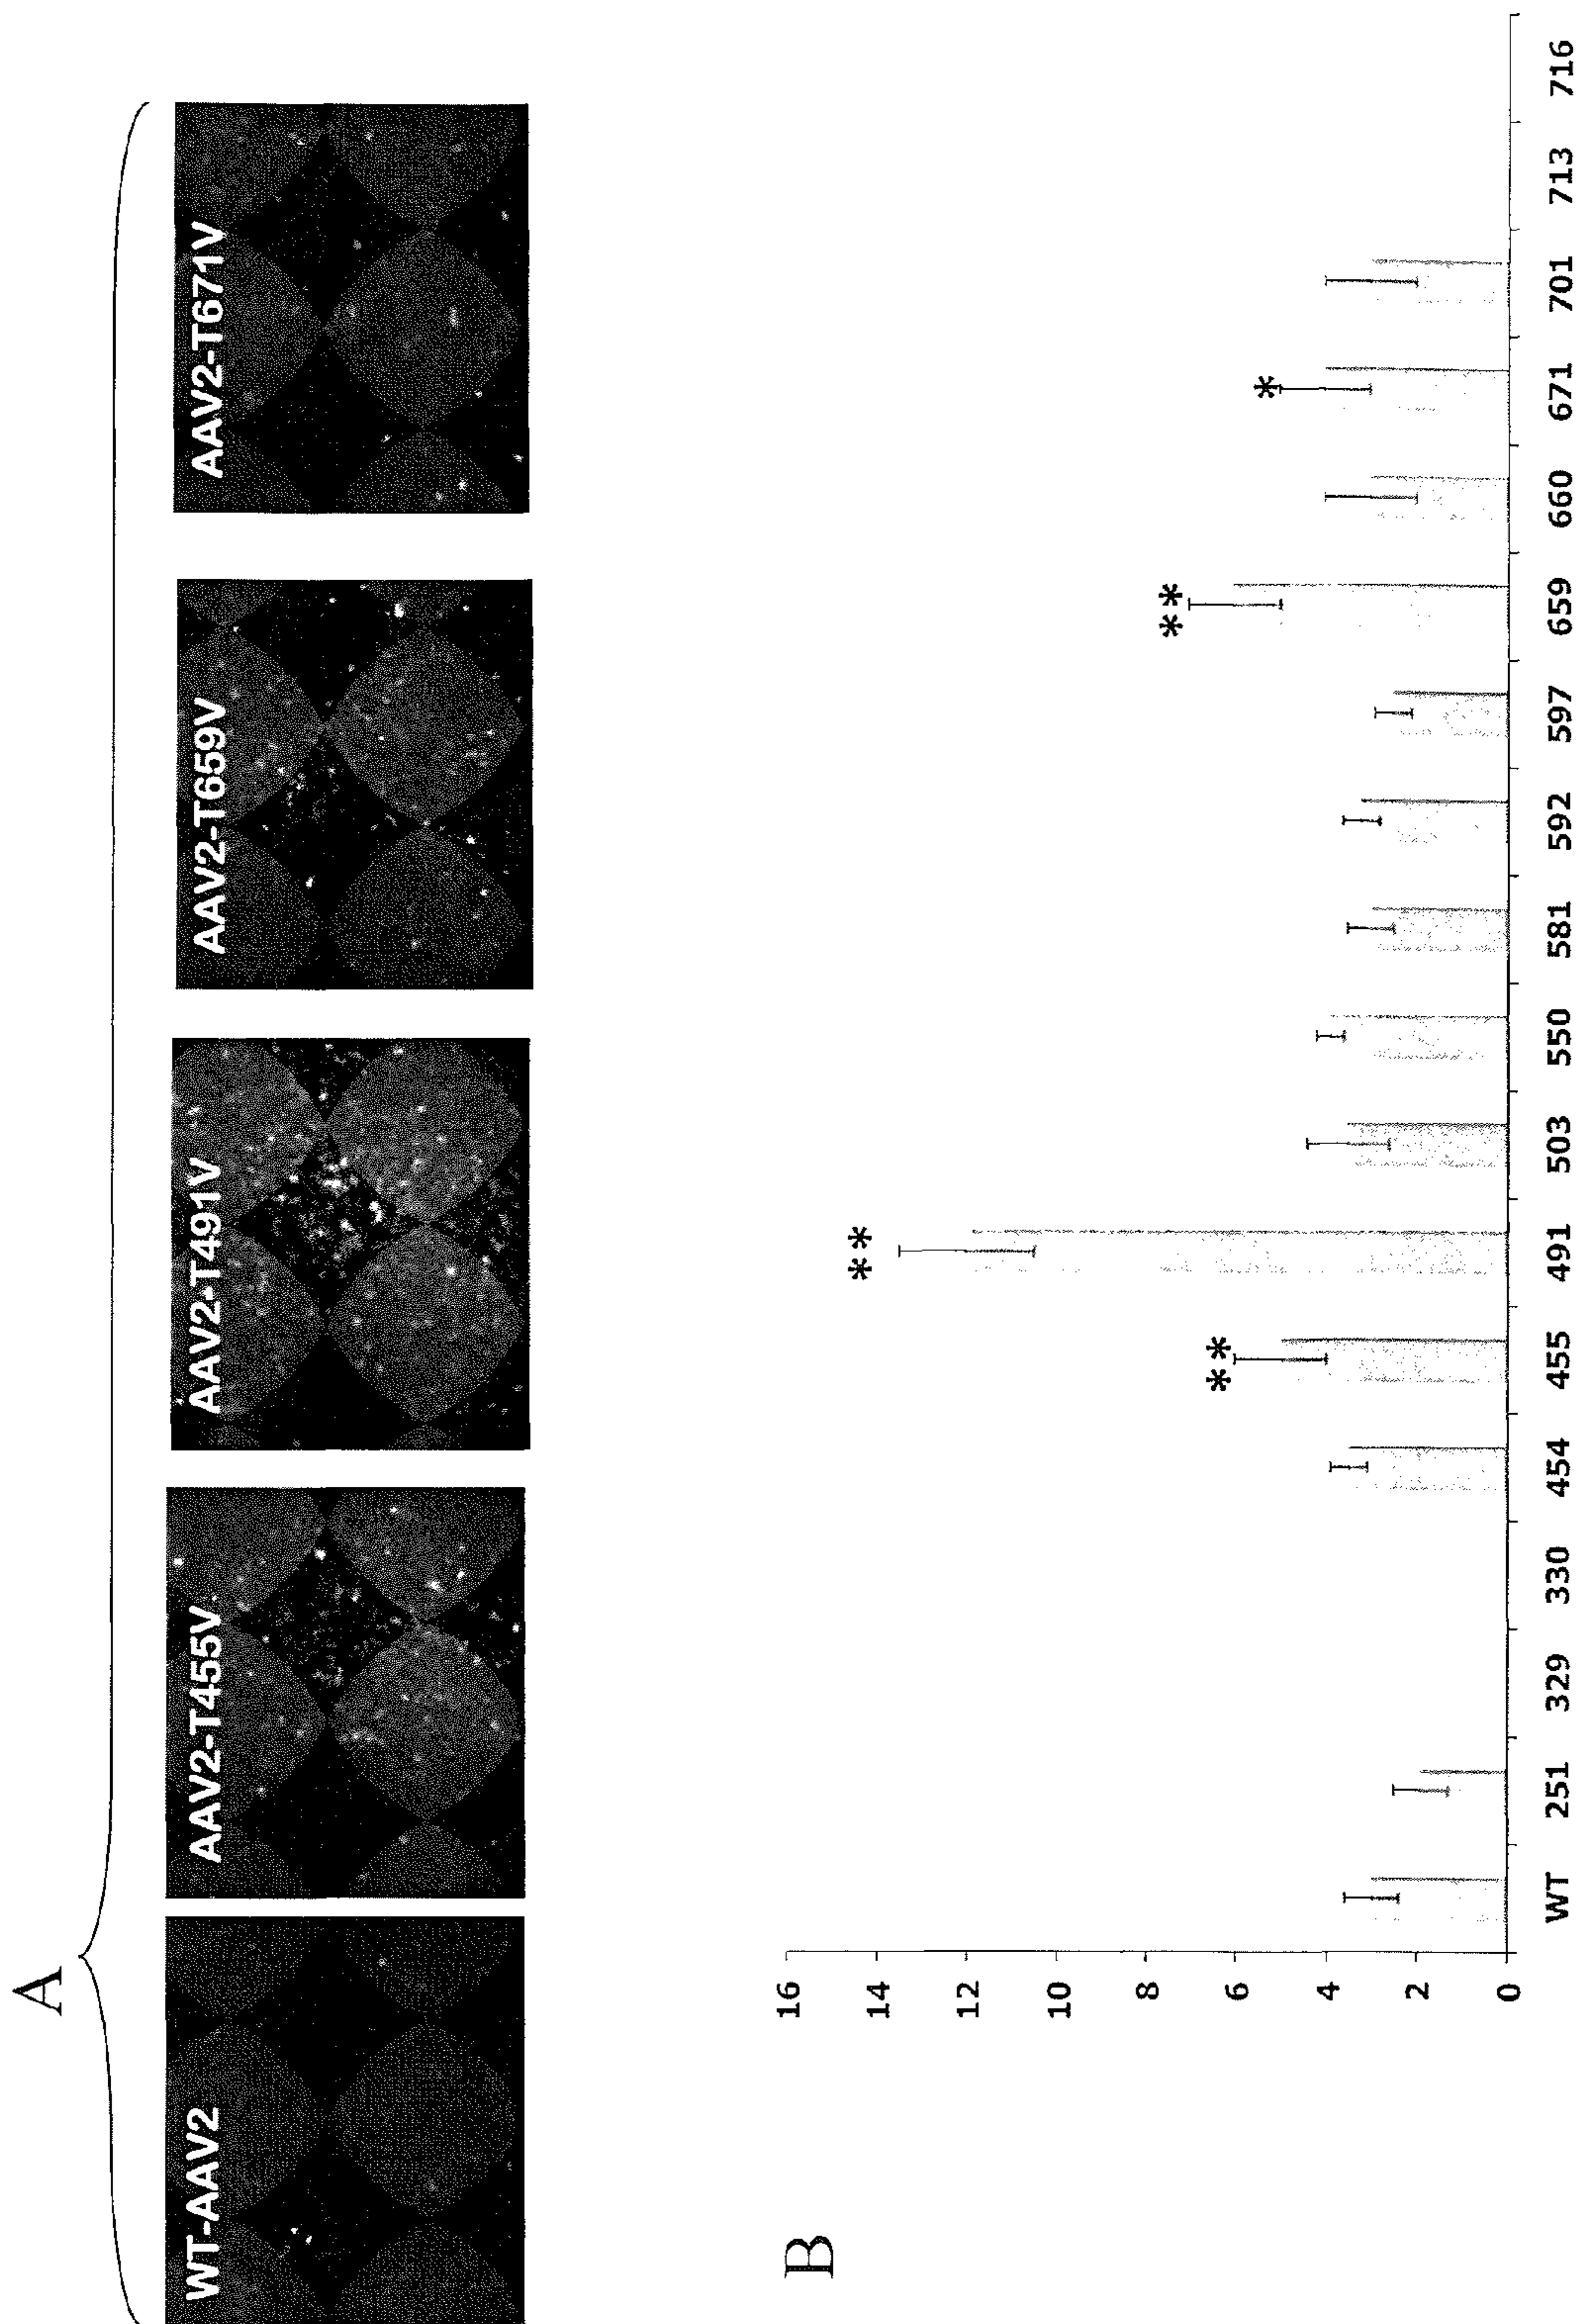 A
WT-AAV2
AAV2-T455V
AAV2-T491V
AAV2-T659V
AAV2-T671V
B
16
14
12
10
8
6
4
2
0
**
**
**
*
WT 251 329 330 454 455 491 503 550 581 592 597 659 660 671 701 713 716